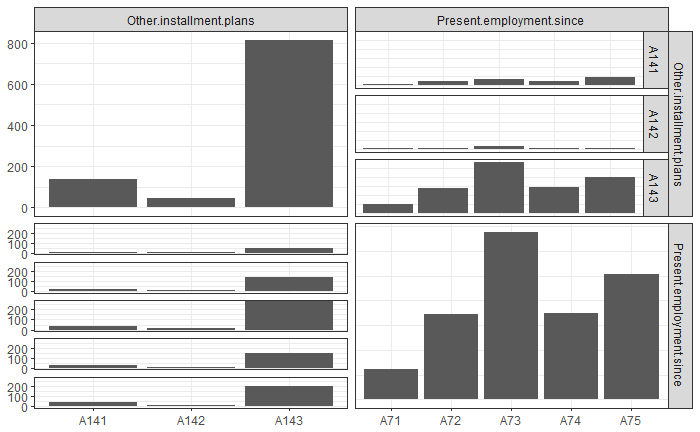 Other.installment.plans
Present.employment.since
800
600
400
200
0
A141
A142
A143
Other.installment.plans
200
100
0
200
100
0
200
100
0
200
100
0
200
100
0
Present.employment.since
A141
A142
A143
A71
A72
A73
A74
A75